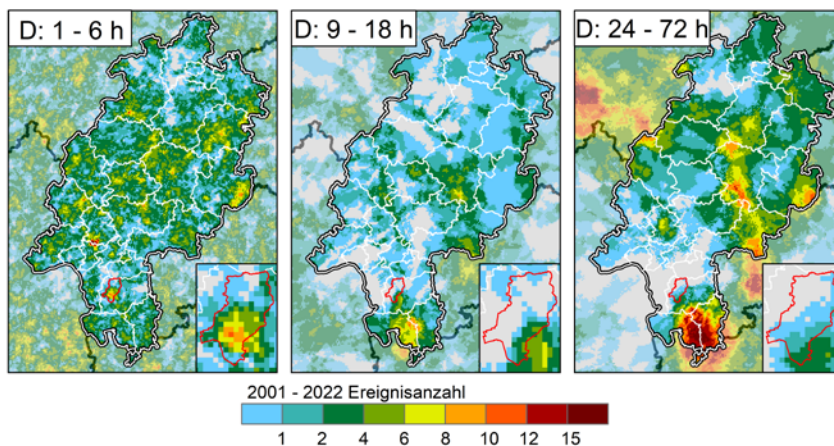 D: 1 - 6 h
D: 9 - 18 h
D: 24 - 72 h
2001 - 2022 Ereignisanzahl
1 2 4 6 8 10 12 15